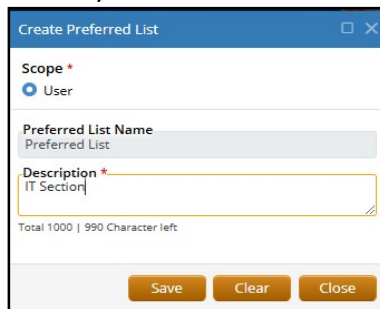 Create Preferred List
Scope *
User
Preferred List Name
Preferred List
Description *
IT Section
Total 1000 | 990 Character left
Save Clear Close